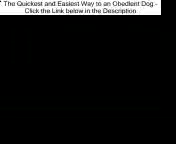 The Quickest and Easiest Way to an Obedient Dog -
Click the Link below in the Description